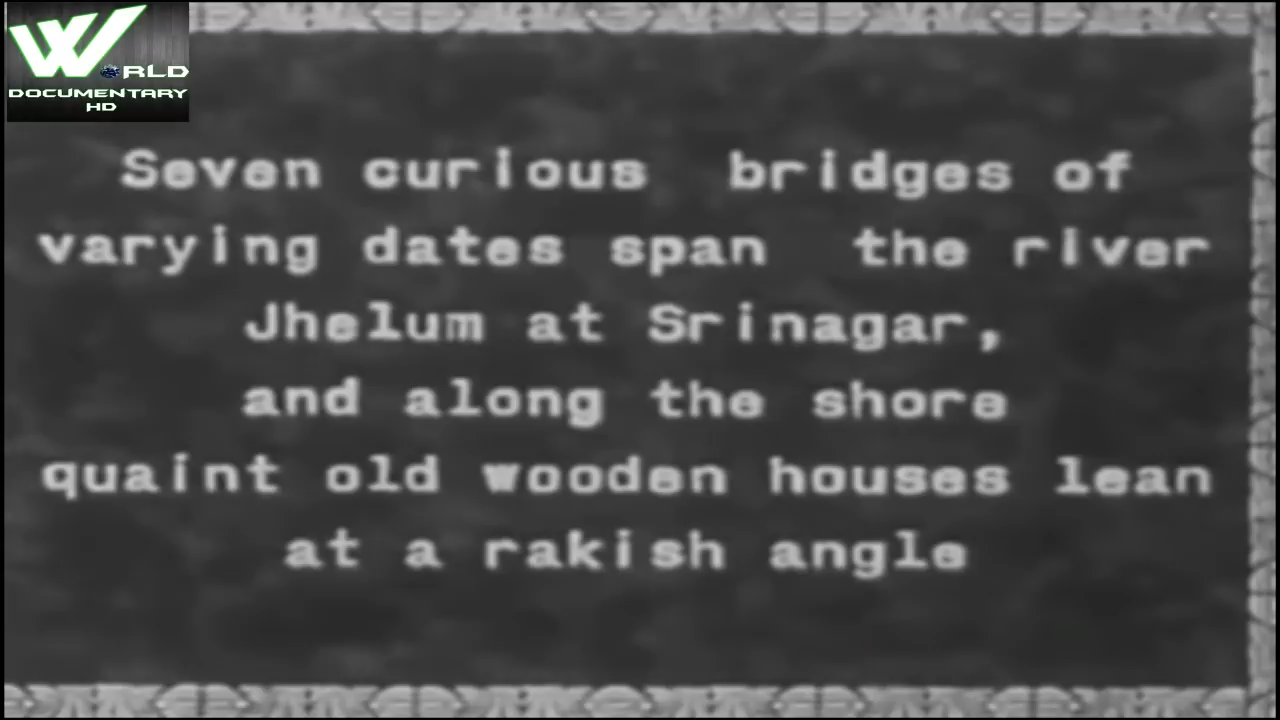 WORLD
DOCUMENTARY
HD
Seven curious bridges of
varying dates span the river
Jhelum at Srinagar,
and along the shore
quaint old wooden houses lean
at a rakish angle